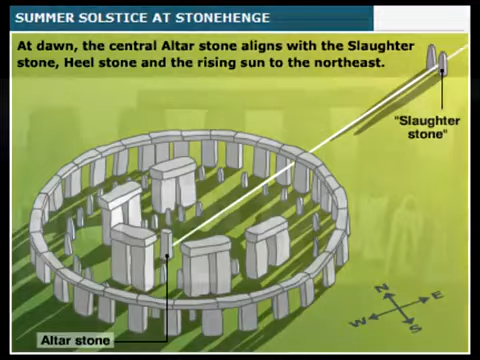 SUMMER SOLSTICE AT STONEHENGE
At dawn, the central Altar stone aligns with the Slaughter
stone, Heel stone and the rising sun to the northeast.
"Slaughter
stone"
N
E
W
S
Altar stone